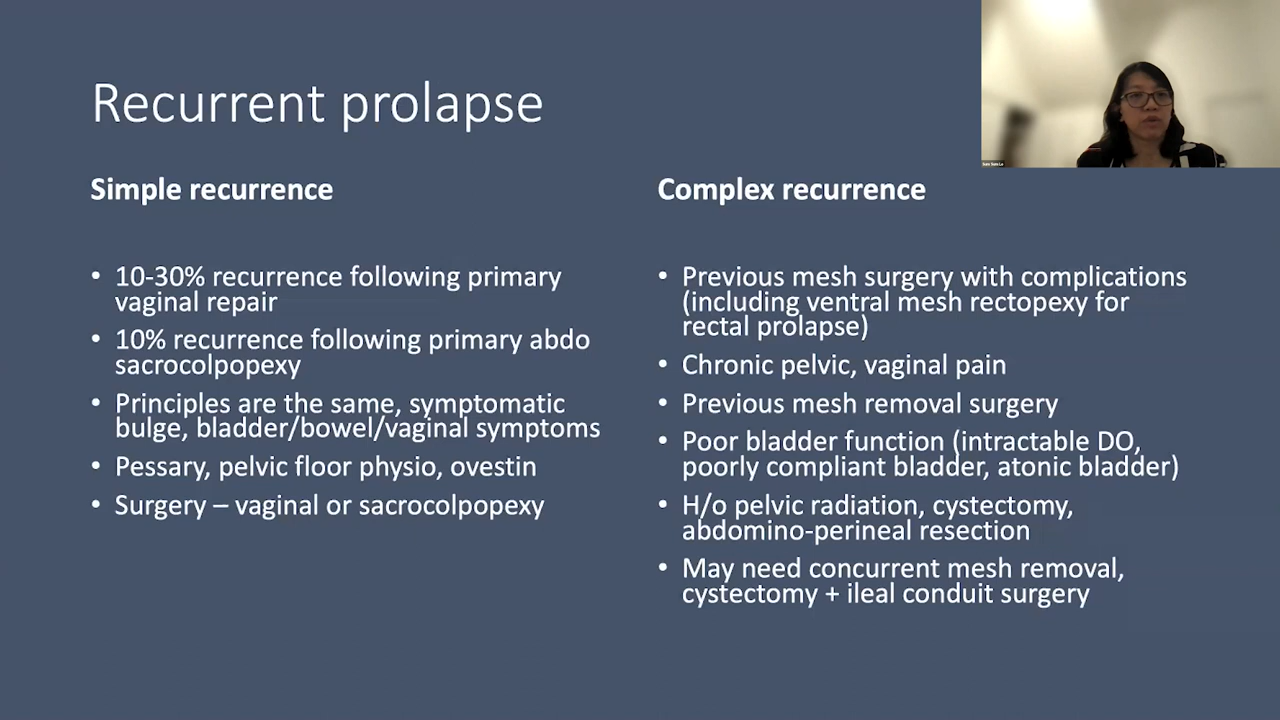 Recurrent prolapse
Simple recurrence
10-30% recurrence following primary
vaginal repair
10% recurrence following primary abdo
sacrocolpopexy
Principles are the same, symptomatic
bulge, bladder/bowel/vaginal symptoms
Pessary, pelvic floor physio, ovestin
Surgery – vaginal or sacrocolpopexy
Complex recurrence
Previous mesh surgery with complications
(including ventral mesh rectopexy for
rectal prolapse)
Chronic pelvic, vaginal pain
Previous mesh removal surgery
Poor bladder function (intractable DO,
poorly compliant bladder, atonic bladder)
H/o pelvic radiation, cystectomy,
abdomino-perineal resection
May need concurrent mesh removal,
cystectomy + ileal conduit surgery